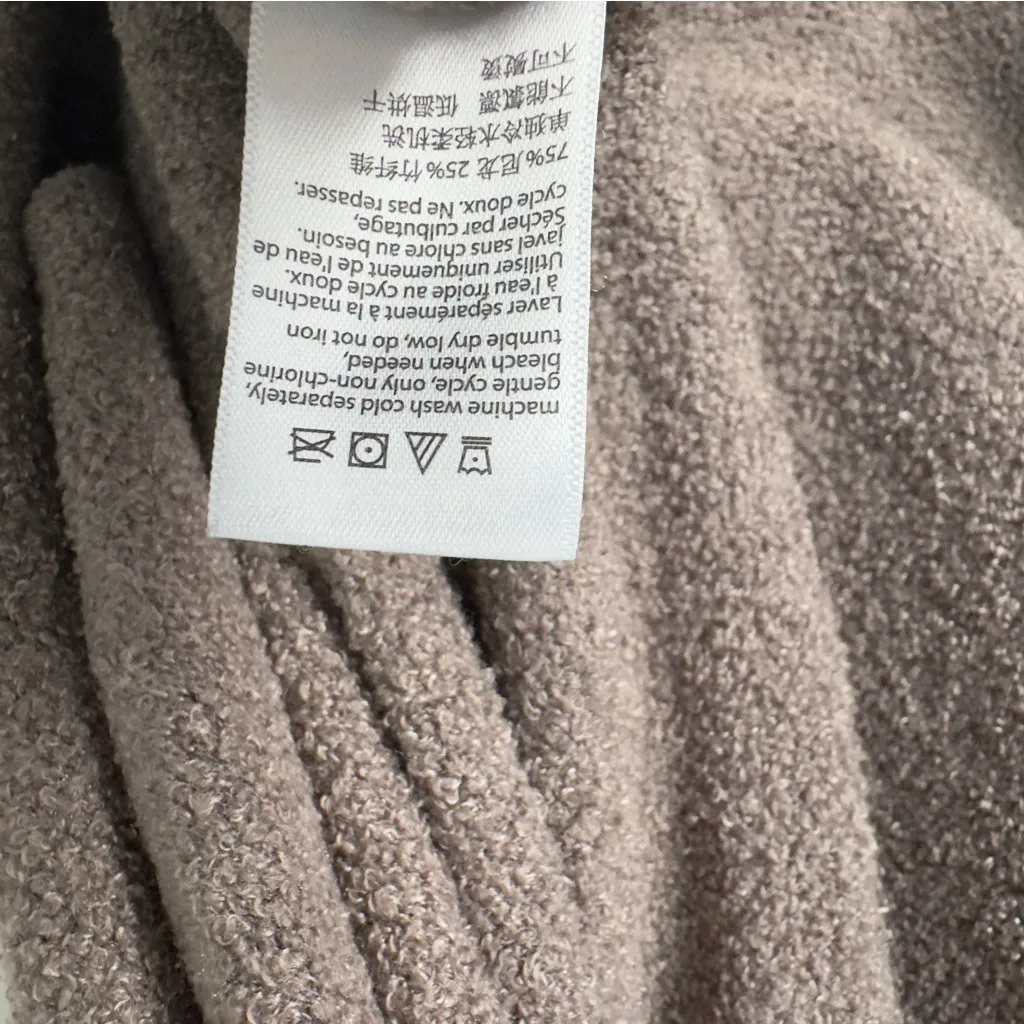 machine wash cold separately,
gentle cycle, only non-chlorine
bleach when needed,
tumble dry low, do not iron
Laver séparément à la machine
à l'eau froide au cycle doux.
Utiliser uniquement de l'eau de
javel sans chlore au besoin.
Sécher par culbutage,
cycle doux. Ne pas repasser.
75%尼龙 25%竹纤维
单独冷水轻柔机洗
不能氯漂 低温烘干
不可熨烫